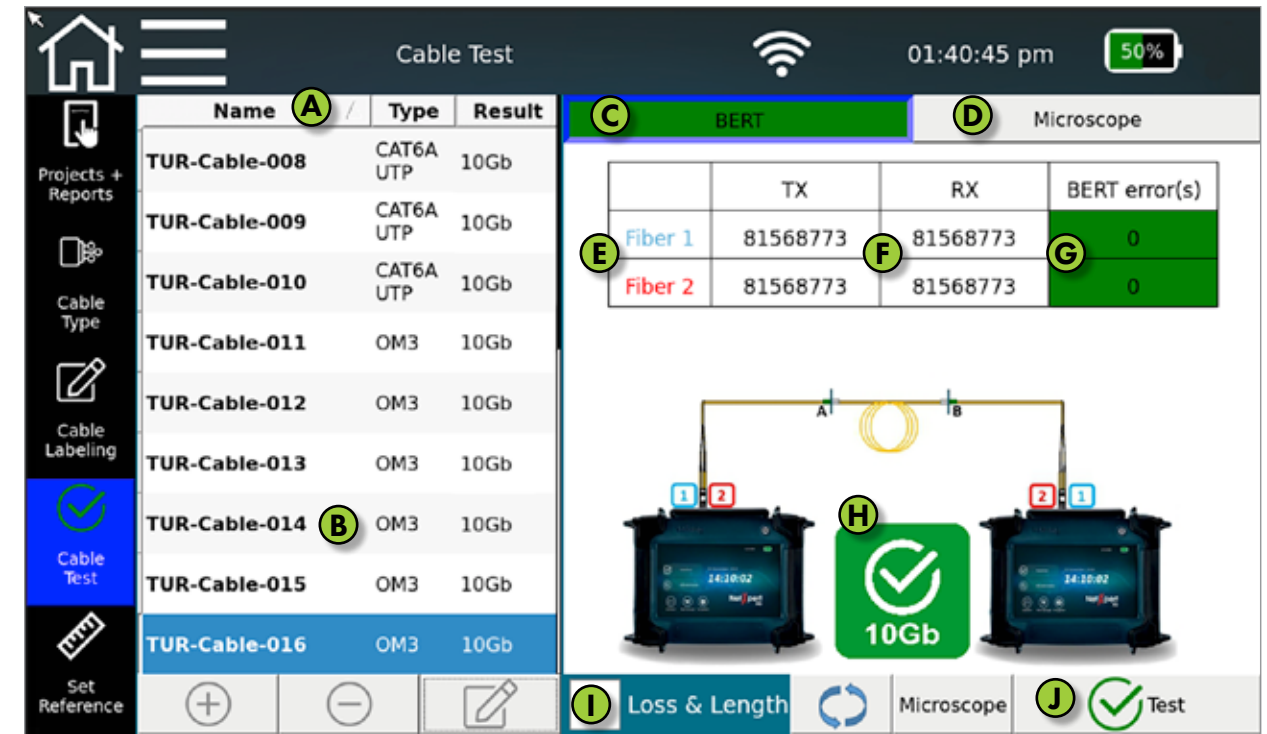 Cable Test
01:40:45 pm
50%
Projects +
Reports
Cable
Type
Cable
Labeling
Cable
Test
Set
Reference
Name A / Type Result
TUR-Cable-008 CAT6A UTP 10Gb
TUR-Cable-009 CAT6A UTP 10Gb
TUR-Cable-010 CAT6A UTP 10Gb
TUR-Cable-011 OM3 10Gb
TUR-Cable-012 OM3 10Gb
TUR-Cable-013 OM3 10Gb
TUR-Cable-014 B OM3 10Gb
TUR-Cable-015 OM3 10Gb
TUR-Cable-016 OM3 10Gb
C BERT D Microscope
TX RX BERT error(s)
E Fiber 1 81568773 F 81568773 G 0
Fiber 2 81568773 81568773 0
A B
1 2 2 1
H
14:10:02 14:10:02
10Gb
I Loss & Length Microscope J Test